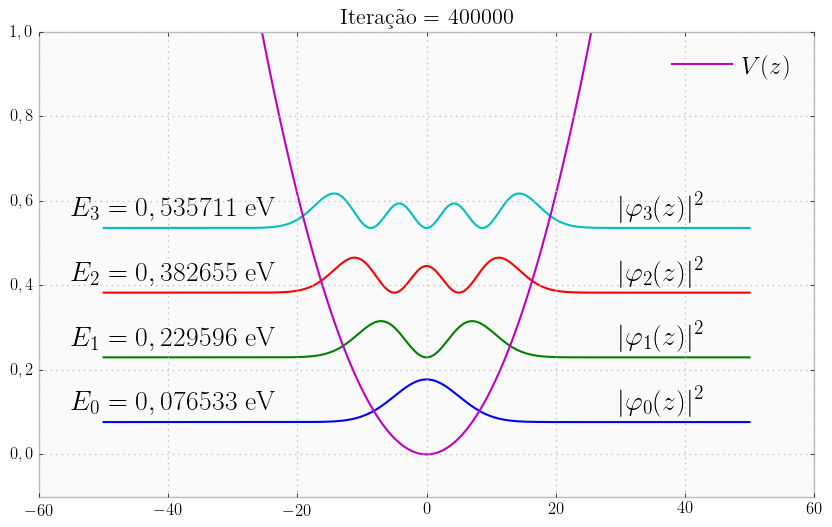 Iteração = 400000
1,0
V(z)
0,8
0,6
E₃ = 0,535711 eV
|φ₃(z)|²
0,4
E₂ = 0,382655 eV
|φ₂(z)|²
E₁ = 0,229596 eV
|φ₁(z)|²
0,2
E₀ = 0,076533 eV
|φ₀(z)|²
0,0
−60 −40 −20 0 20 40 60